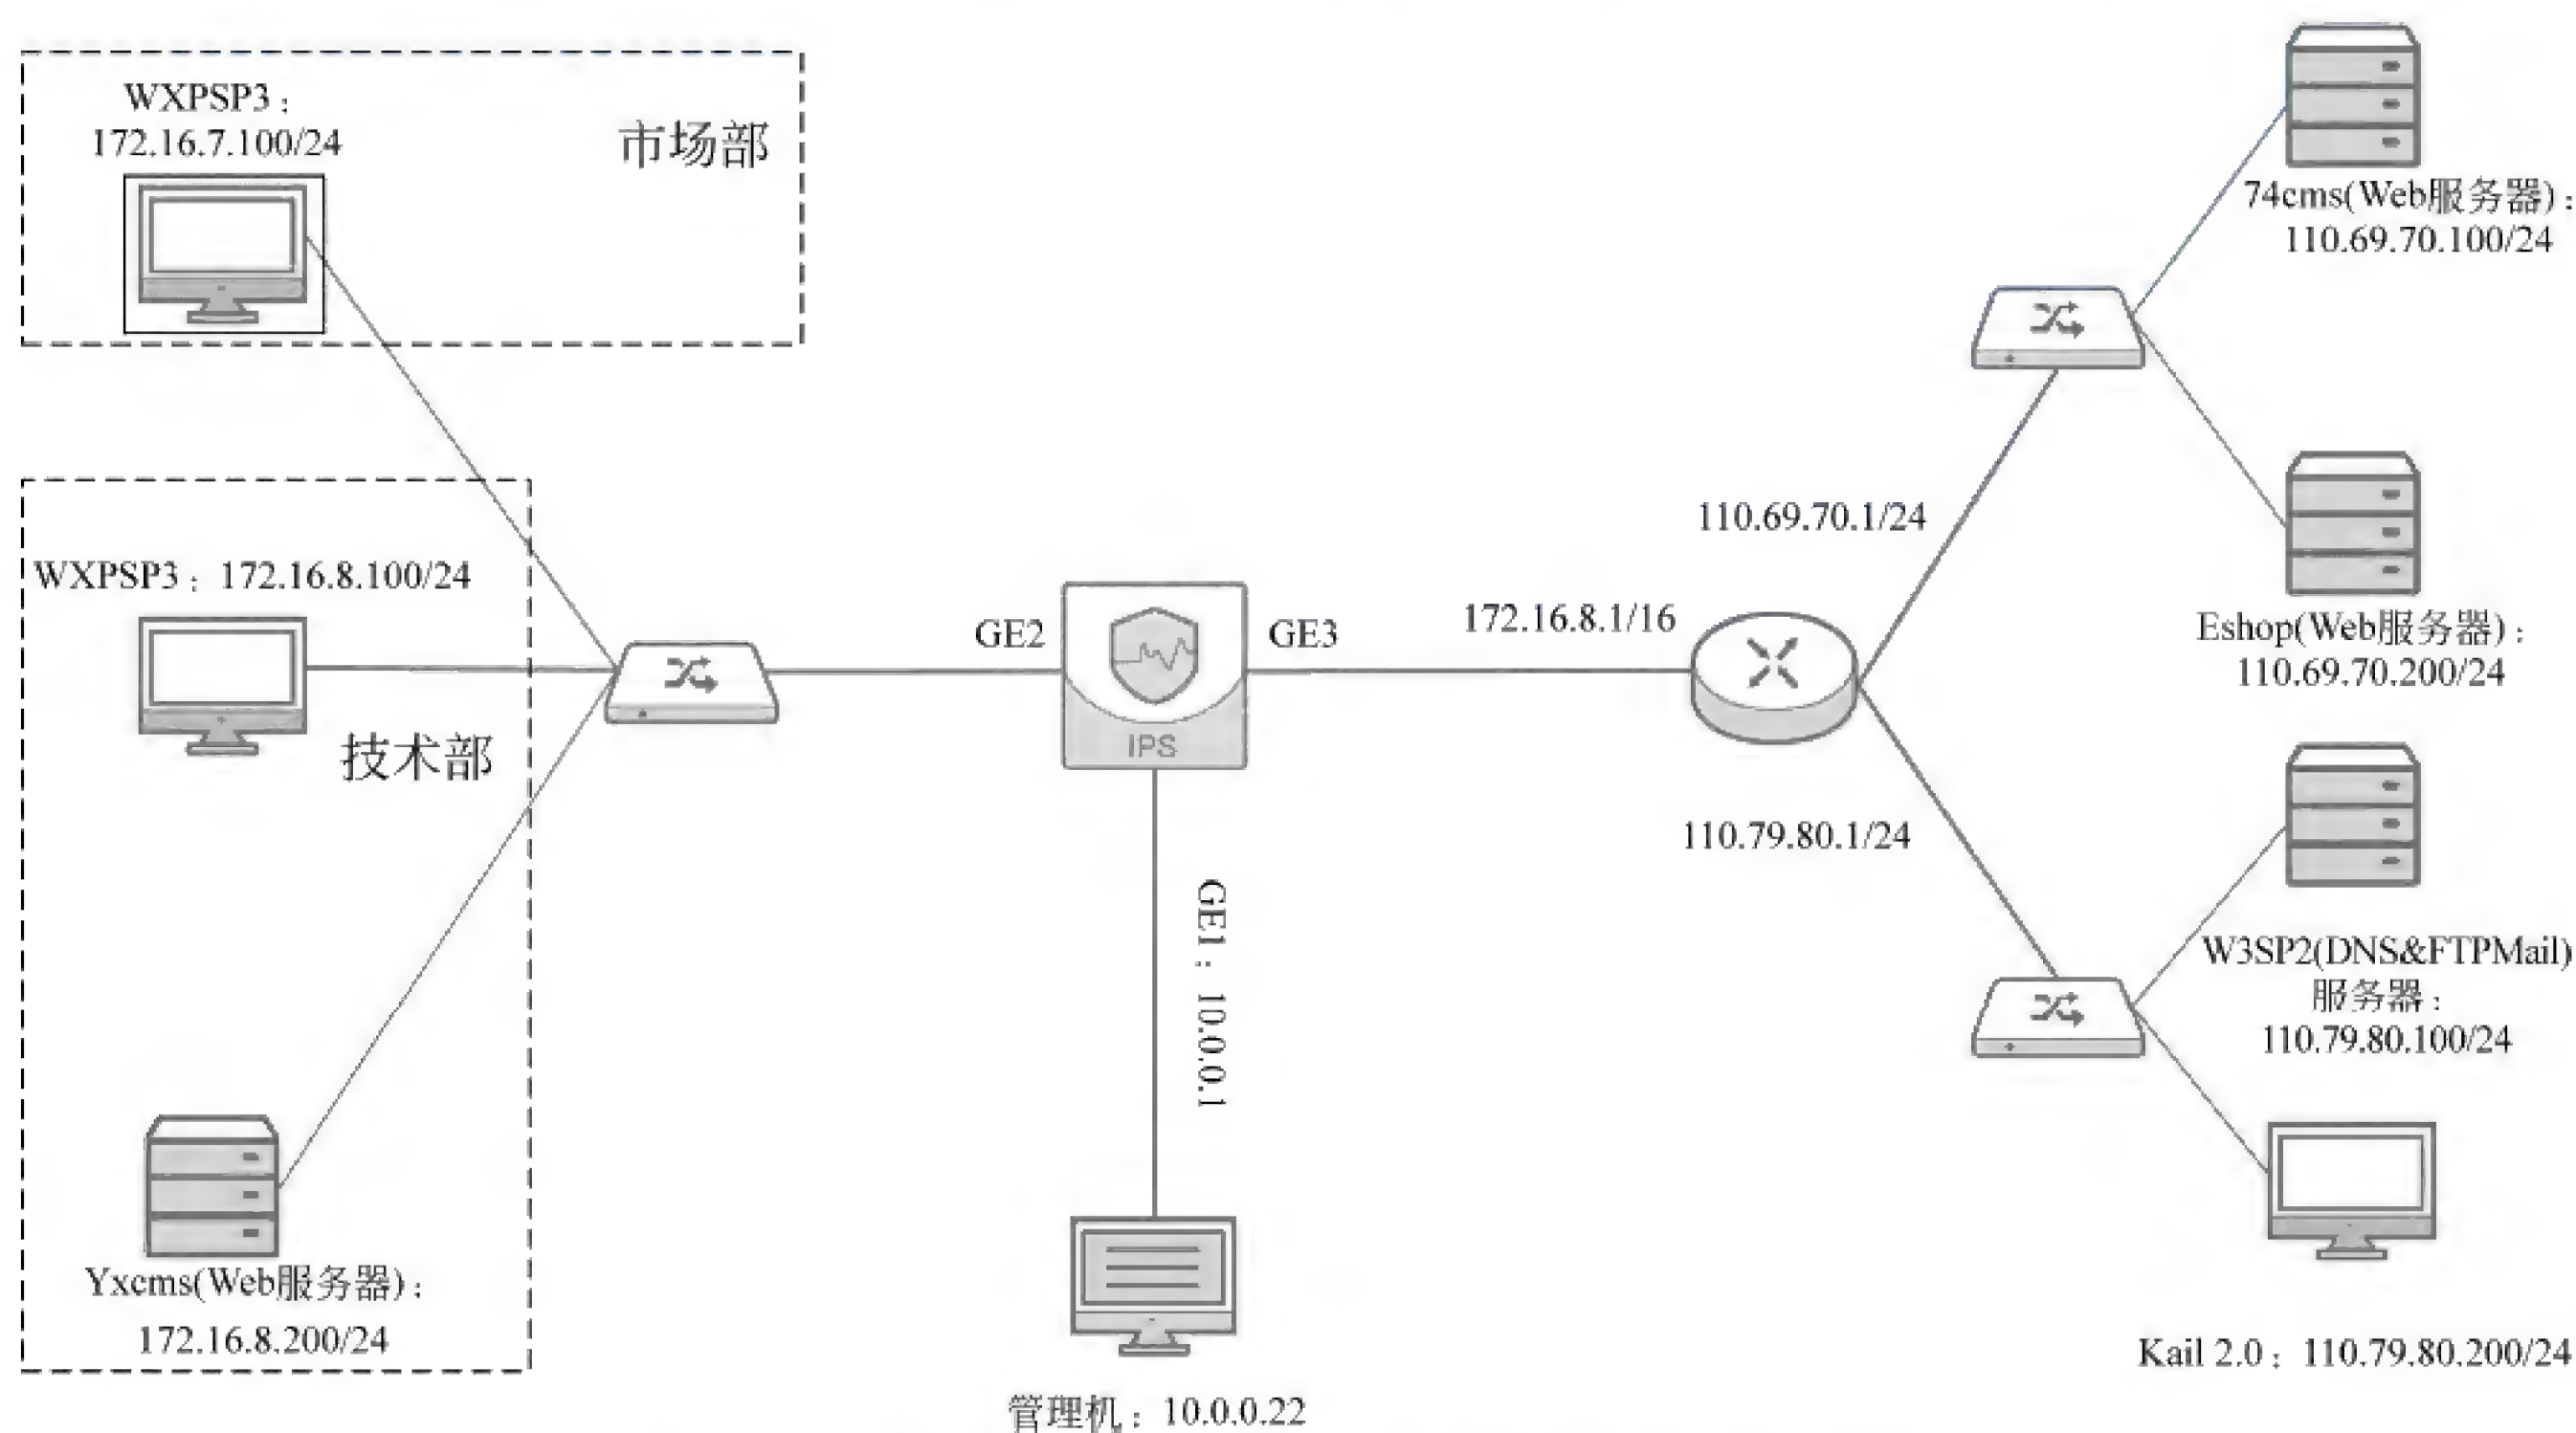 WXPSP3：
172.16.7.100/24
市场部
WXPSP3：172.16.8.100/24
技术部
Yxcms(Web服务器)：
172.16.8.200/24
GE2
GE3
IPS
GE1：10.0.0.1
管理机：10.0.0.22
172.16.8.1/16
110.69.70.1/24
110.79.80.1/24
74cms(Web服务器)：
110.69.70.100/24
Eshop(Web服务器)：
110.69.70.200/24
W3SP2(DNS&FTPMail)
服务器：
110.79.80.100/24
Kail 2.0：110.79.80.200/24